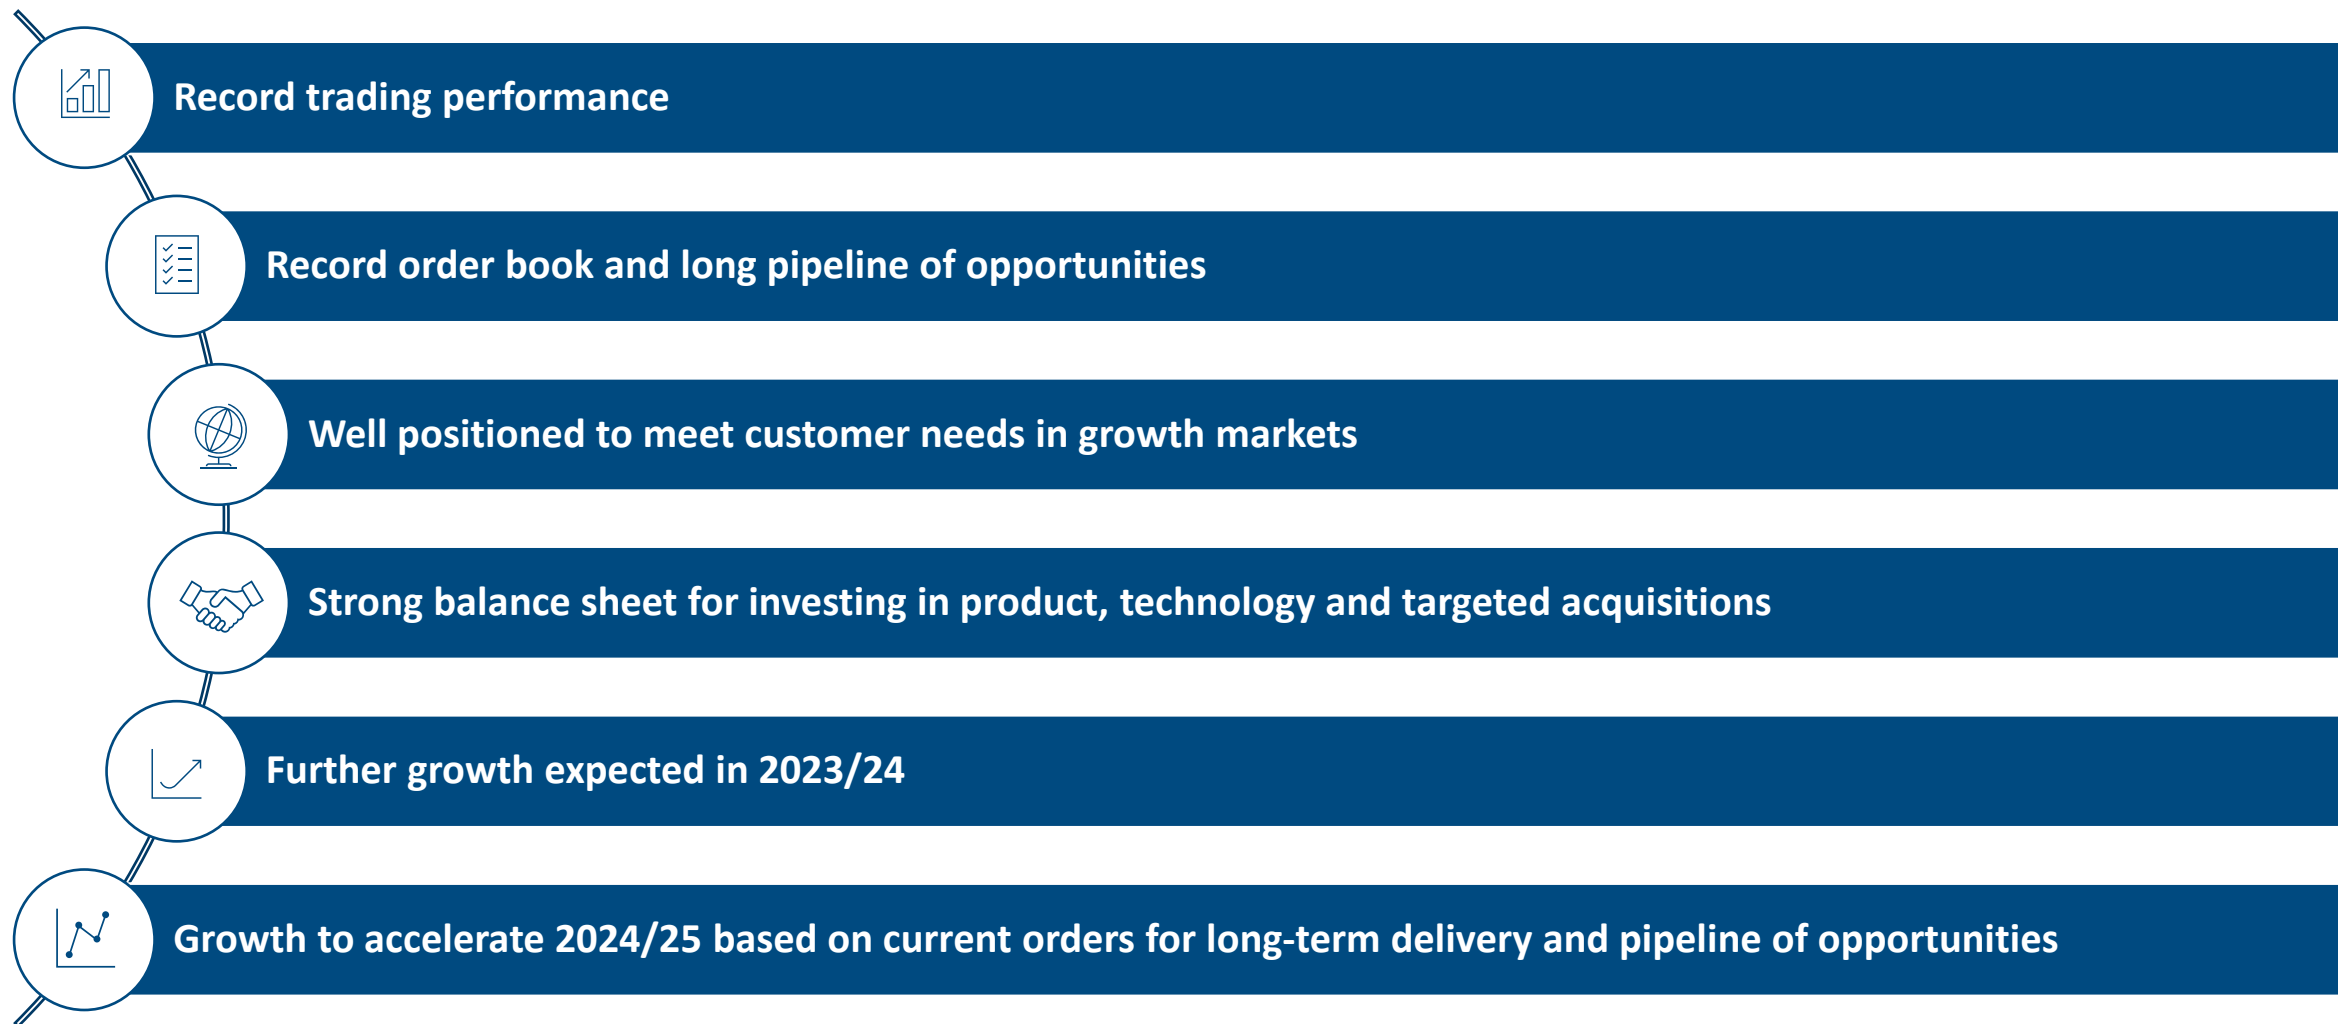 Record trading performance
Record order book and long pipeline of opportunities
Well positioned to meet customer needs in growth markets
Strong balance sheet for investing in product, technology and targeted acquisitions
Further growth expected in 2023/24
Growth to accelerate 2024/25 based on current orders for long-term delivery and pipeline of opportunities